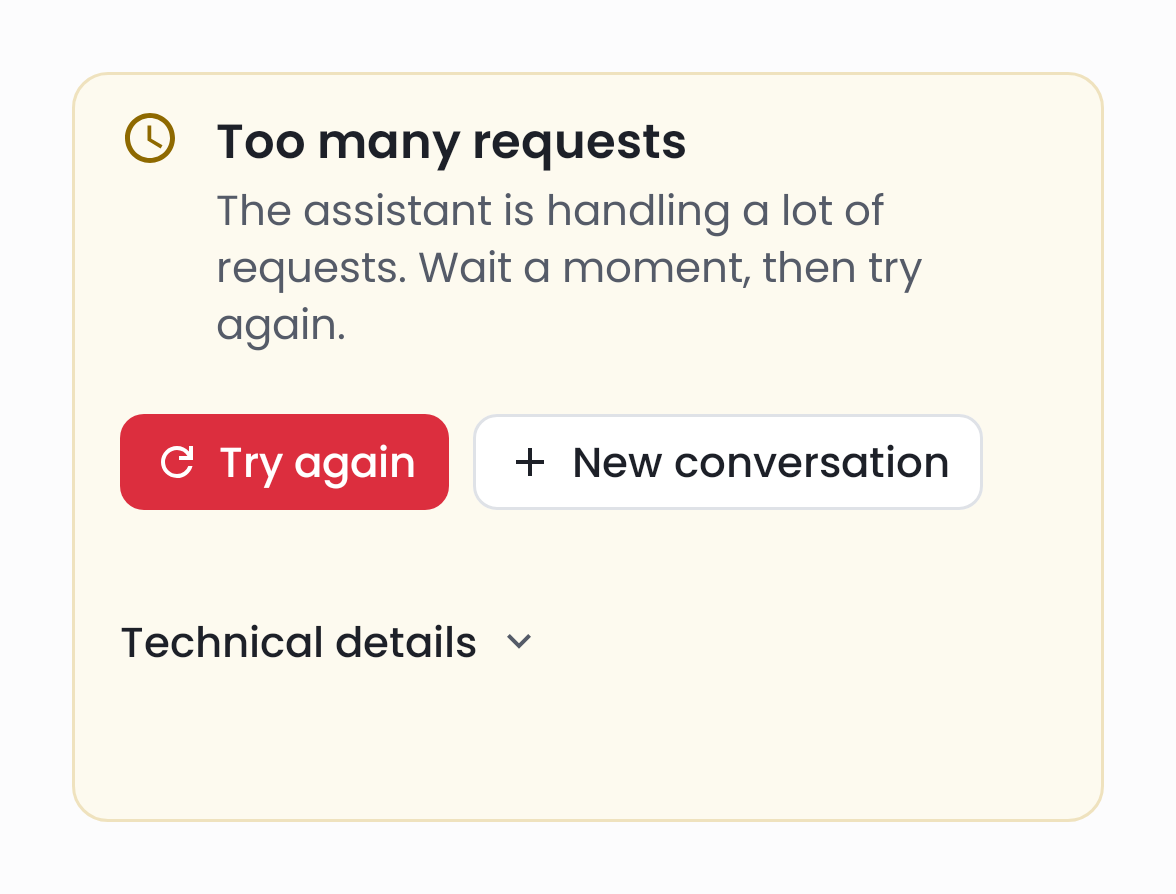 Too many requests
The assistant is handling a lot of
requests. Wait a moment, then try
again.
Try again
New conversation
Technical details